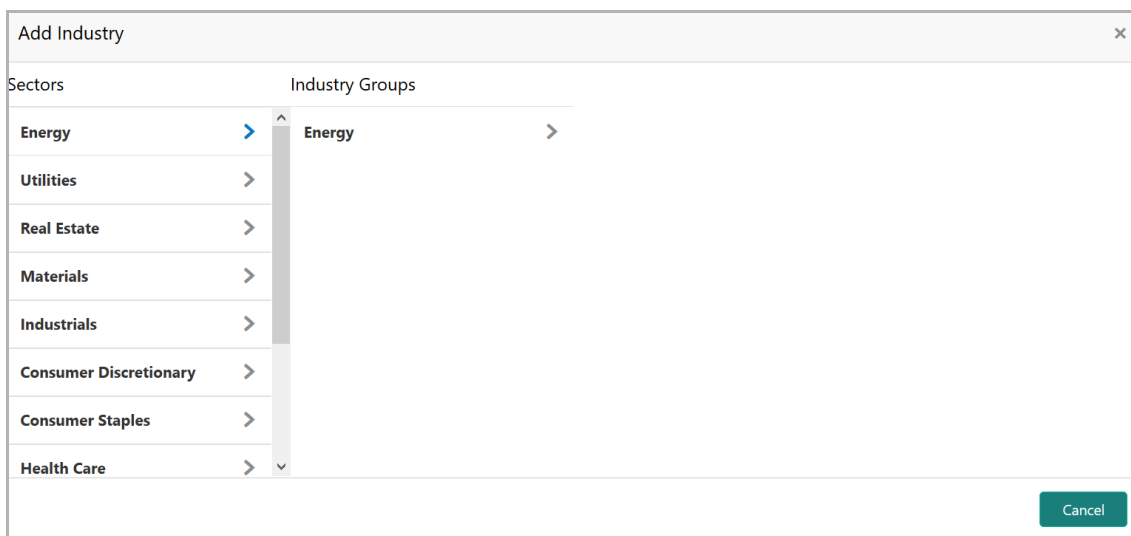 Add Industry
Sectors
Industry Groups
Energy
Energy
Utilities
Real Estate
Materials
Industrials
Consumer Discretionary
Consumer Staples
Health Care
Cancel